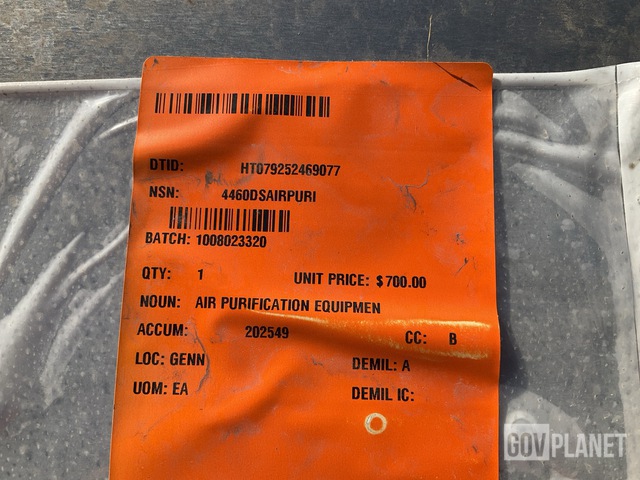 DTID: HT079252469077
NSN: 4460DSAIRPURI
BATCH: 1008023320
QTY: 1 UNIT PRICE: $700.00
NOUN: AIR PURIFICATION EQUIPMEN
ACCUM: 202549 CC: B
LOC: GENN DEMIL: A
UOM: EA DEMIL IC:
GOVPLANET